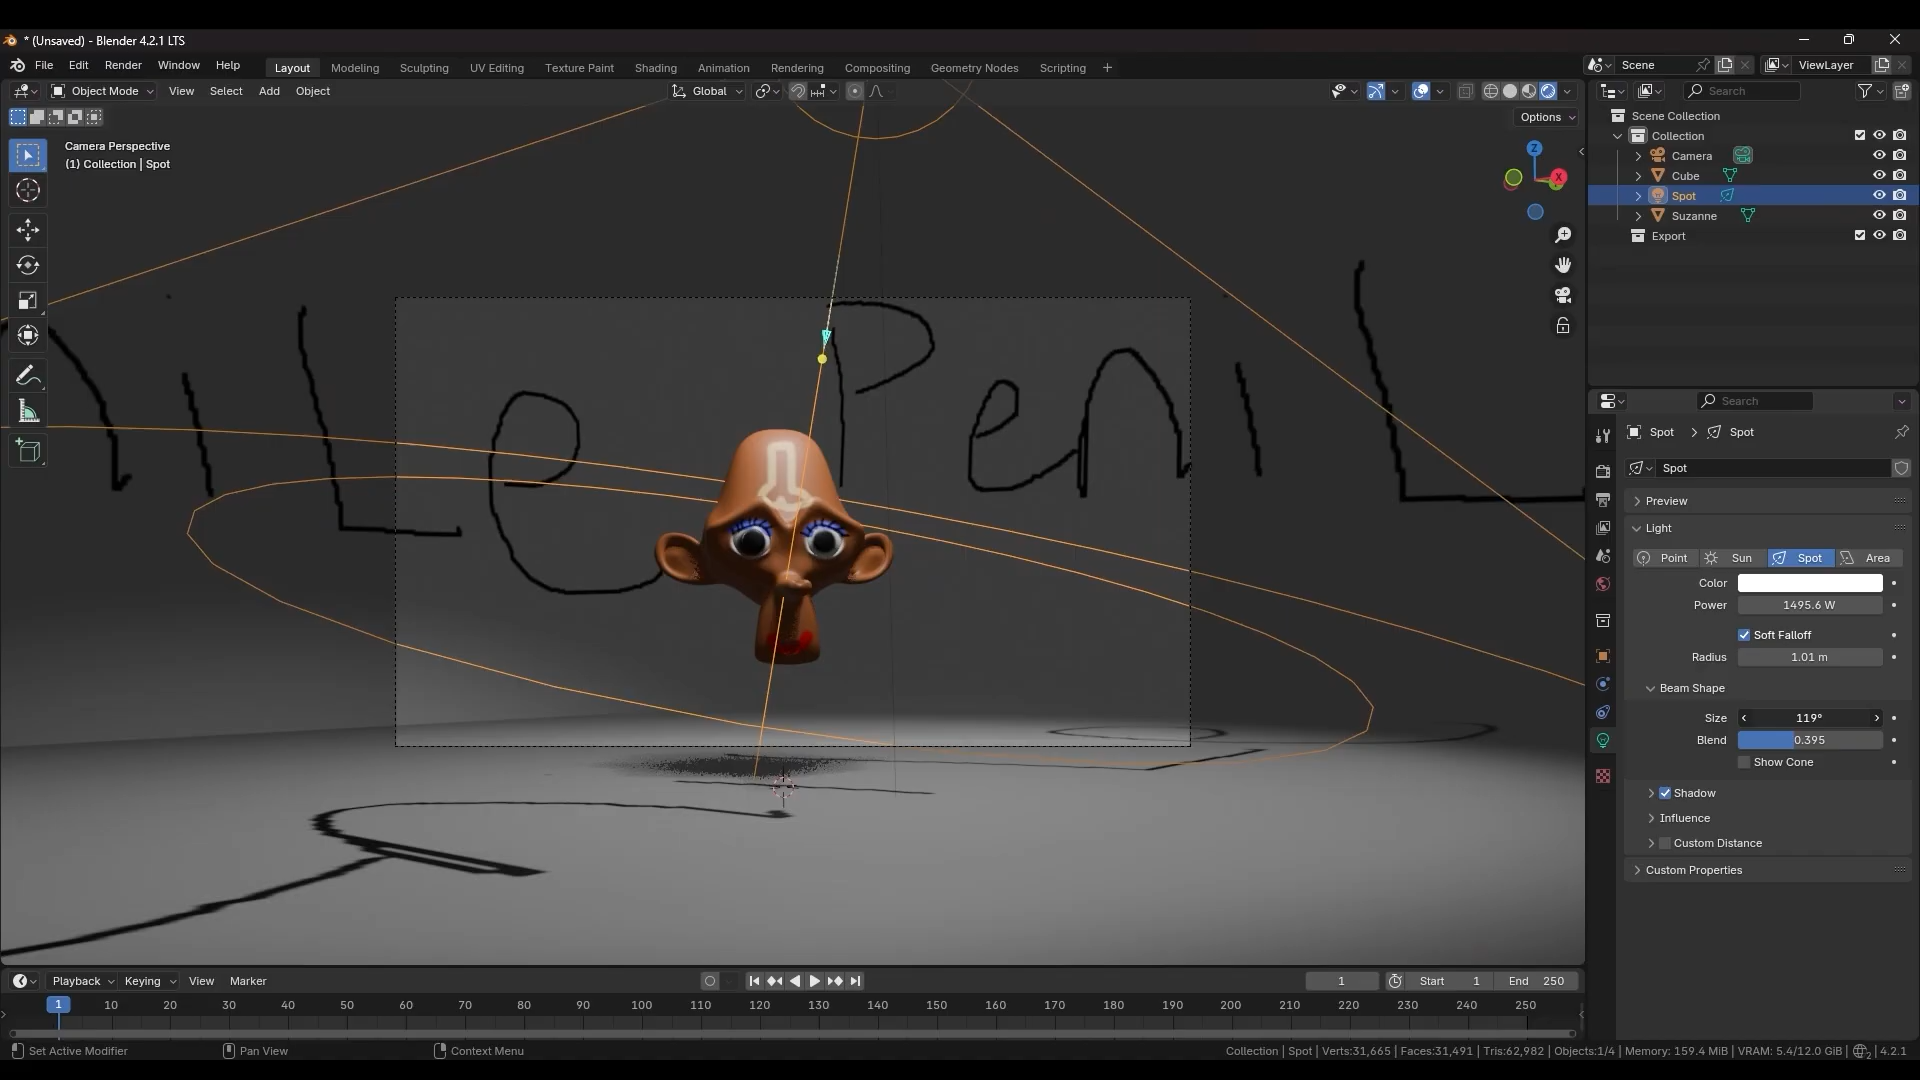 * (Unsaved) - Blender 4.2.1 LTS
File Edit Render Window Help Layout Modeling Sculpting UV Editing Texture Paint Shading Animation Rendering Compositing Geometry Nodes Scripting + Scene ViewLayer
Object Mode View Select Add Object Global Search
Options
Camera Perspective
(1) Collection | Spot
Z
X
Scene Collection
Collection
Camera
Cube
Spot
Suzanne
Export
Search
Spot > Spot
Spot
Preview
Light
Point Sun Spot Area
Color
Power 1495.6 W
Soft Falloff
Radius 1.01 m
Beam Shape
Size 119°
Blend 0.395
Show Cone
Shadow
Influence
Custom Distance
Custom Properties
Playback Keying View Marker 1 Start 1 End 250
1 10 20 30 40 50 60 70 80 90 100 110 120 130 140 150 160 170 180 190 200 210 220 230 240 250
Set Active Modifier Pan View Context Menu Collection | Spot | Verts:31,665 | Faces:31,491 | Tris:62,982 | Objects:1/4 | Memory: 159.4 MiB | VRAM: 5.4/12.0 GiB | 2 | 4.2.1